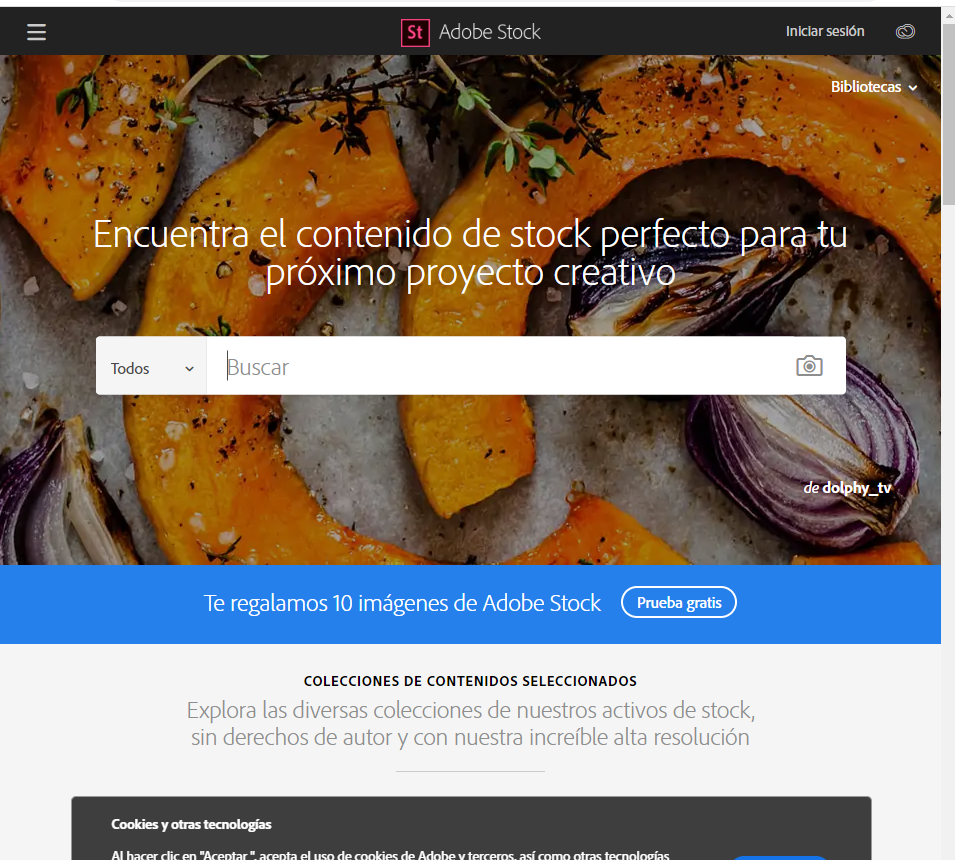 St Adobe Stock
Iniciar sesión
Bibliotecas
Encuentra el contenido de stock perfecto para tu
próximo proyecto creativo
Todos
Buscar
de dolphy_tv
Te regalamos 10 imágenes de Adobe Stock
Prueba gratis
COLECCIONES DE CONTENIDOS SELECCIONADOS
Explora las diversas colecciones de nuestros activos de stock,
sin derechos de autor y con nuestra increíble alta resolución
Cookies y otras tecnologías
Al hacer clic en "Aceptar ", acepta el uso de cookies de Adobe y terceros, así como otras tecnologías